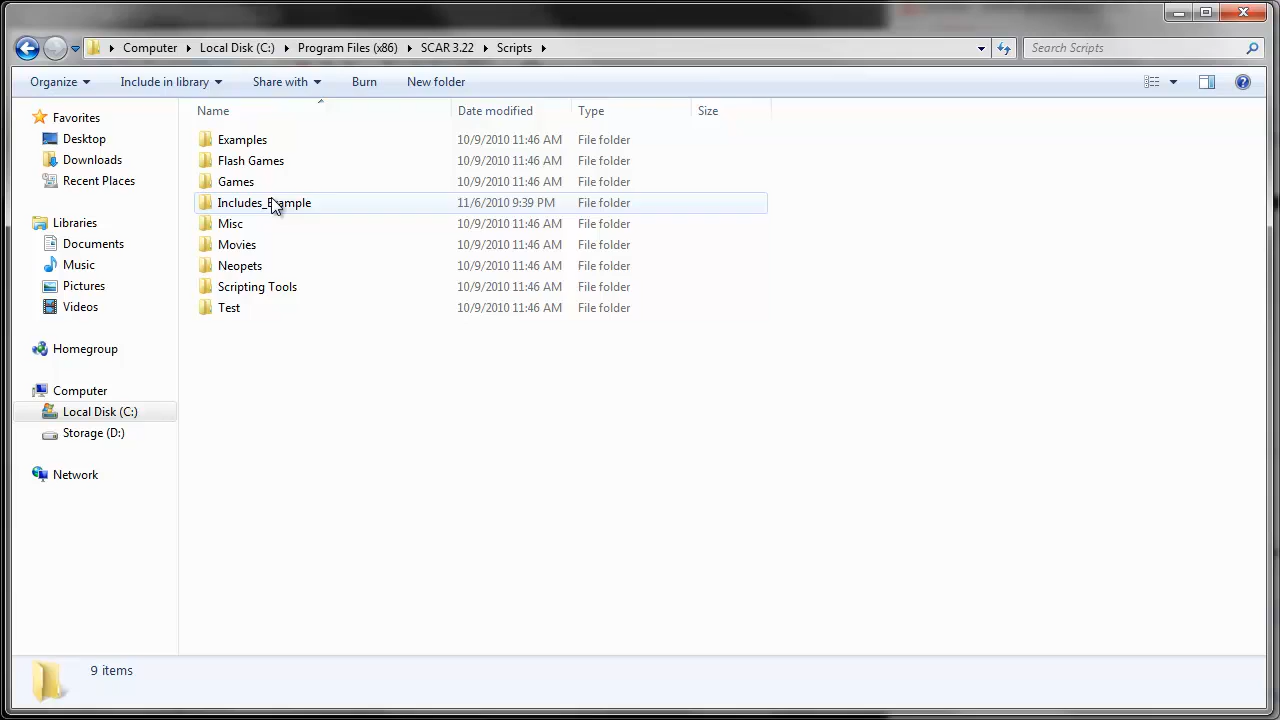 Computer Local Disk (C:) Program Files (x86) SCAR 3.22 Scripts Search Scripts
Organize Include in library Share with Burn New folder
Favorites
Desktop
Downloads
Recent Places
Libraries
Documents
Music
Pictures
Videos
Homegroup
Computer
Local Disk (C:)
Storage (D:)
Network
Name Date modified Type Size
Examples 10/9/2010 11:46 AM File folder
Flash Games 10/9/2010 11:46 AM File folder
Games 10/9/2010 11:46 AM File folder
Includes_Example 11/6/2010 9:39 PM File folder
Misc 10/9/2010 11:46 AM File folder
Movies 10/9/2010 11:46 AM File folder
Neopets 10/9/2010 11:46 AM File folder
Scripting Tools 10/9/2010 11:46 AM File folder
Test 10/9/2010 11:46 AM File folder
9 items